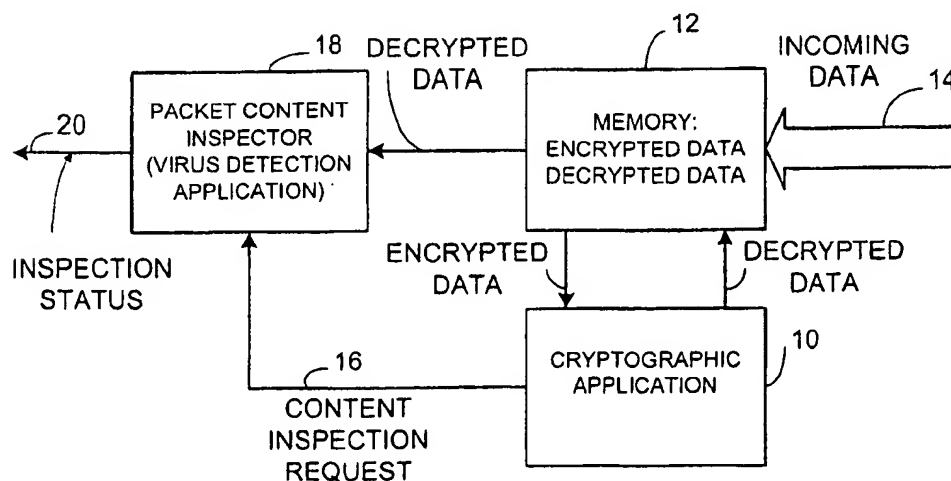 18
DECRYPTED
DATA
12
INCOMING
DATA
14
20
PACKET CONTENT
INSPECTOR
(VIRUS DETECTION
APPLICATION)
MEMORY:
ENCRYPTED DATA
DECRYPTED DATA
INSPECTION
STATUS
ENCRYPTED
DATA
DECRYPTED
DATA
16
CONTENT
INSPECTION
REQUEST
CRYPTOGRAPHIC
APPLICATION
10